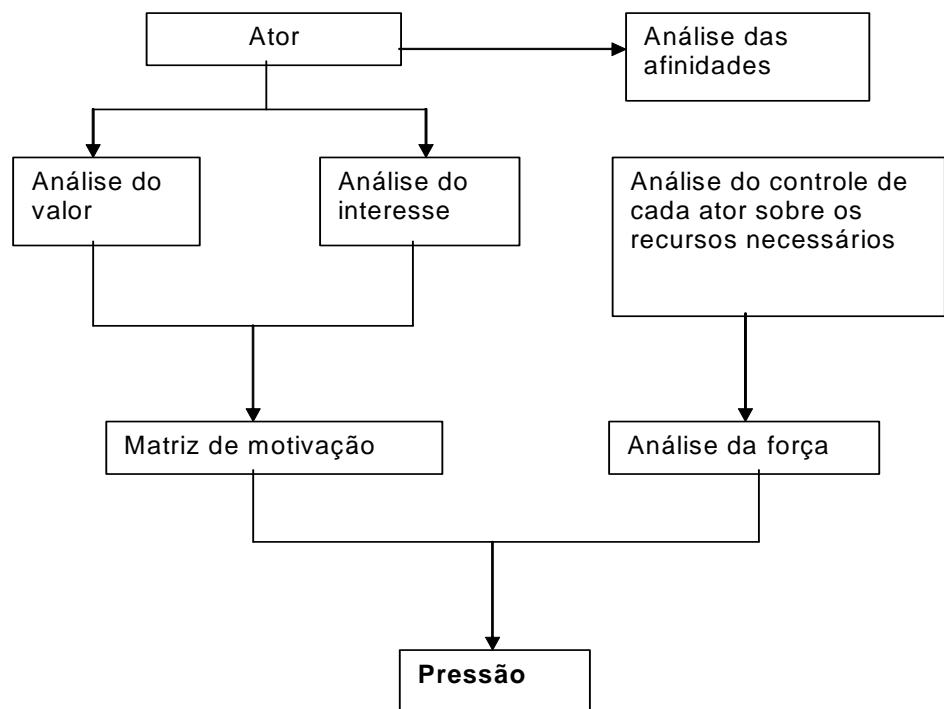 Ator
Análise das
afinidades
Análise do
valor
Análise do
interesse
Análise do controle de
cada ator sobre os
recursos necessários
Matriz de motivação
Análise da força
Pressão